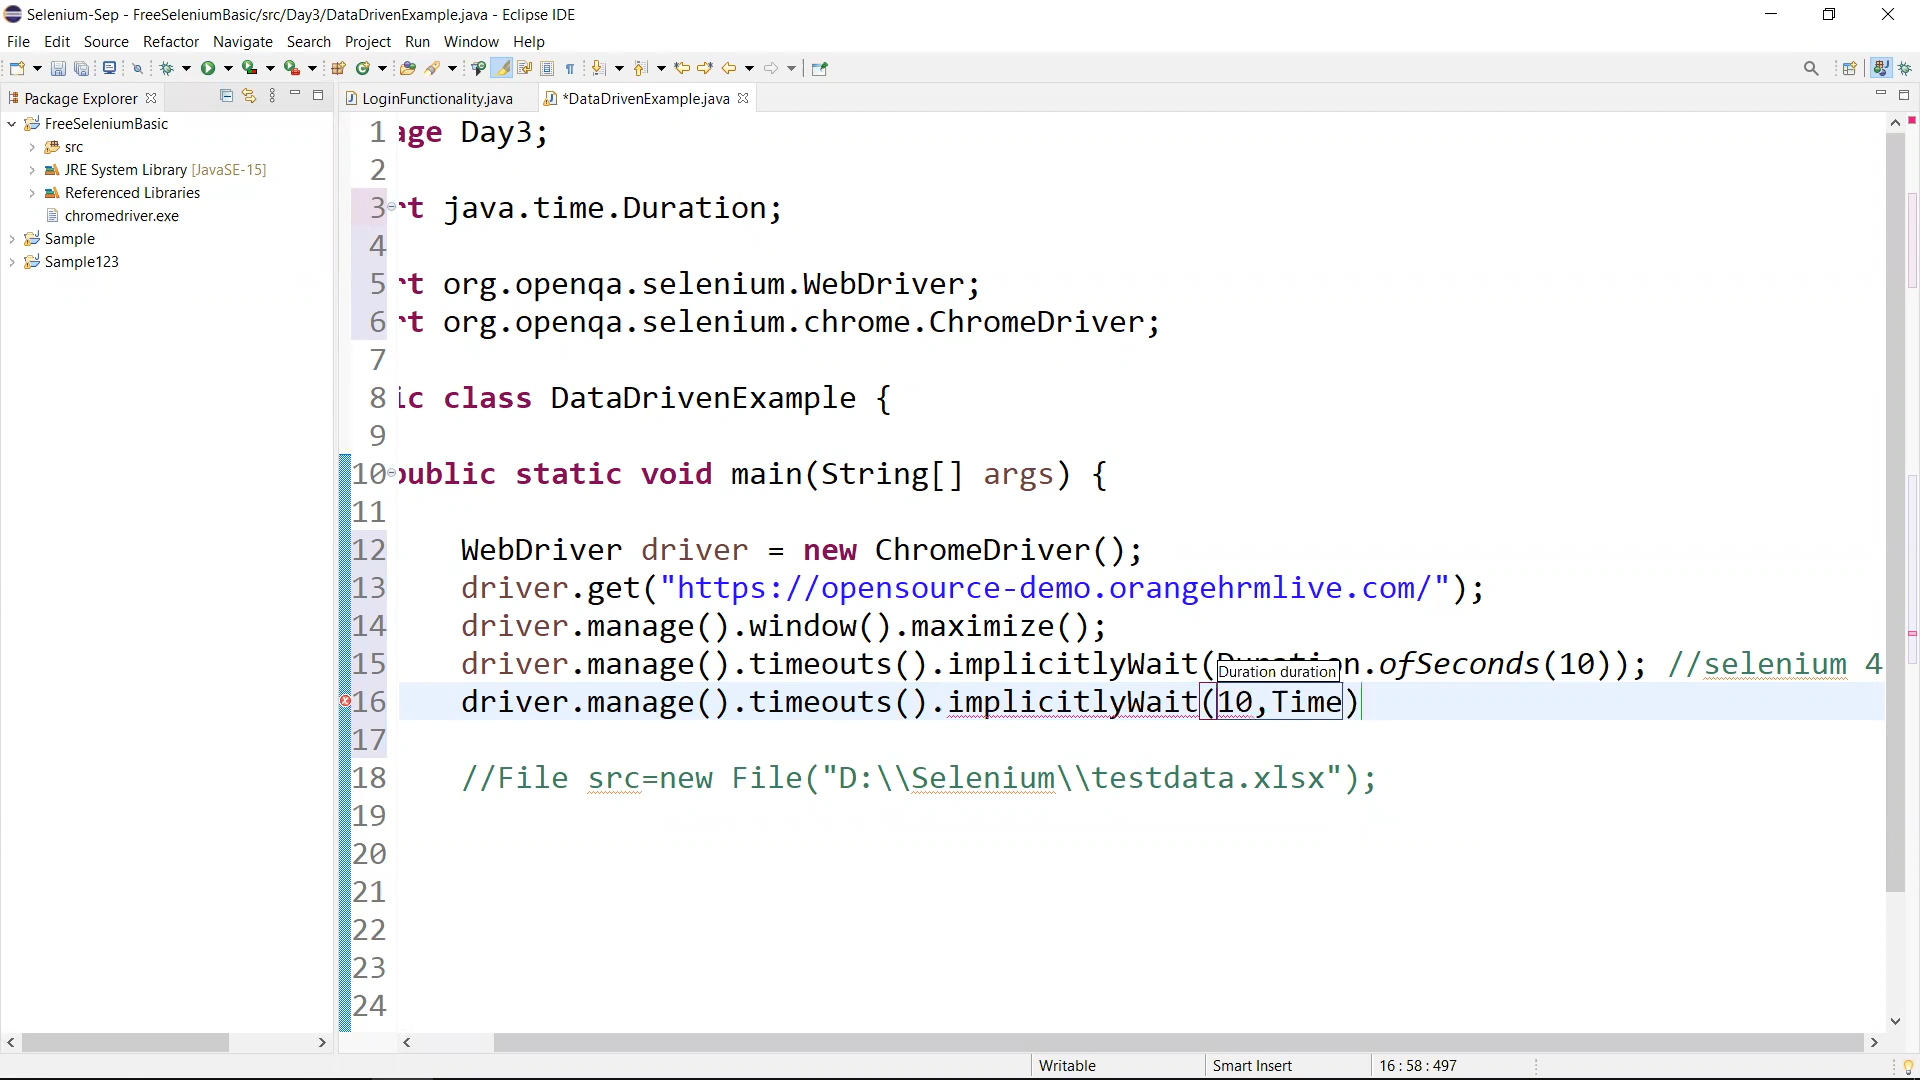 Selenium-Sep - FreeSeleniumBasic/src/Day3/DataDrivenExample.java - Eclipse IDE
File Edit Source Refactor Navigate Search Project Run Window Help
Package Explorer
LoginFunctionality.java
*DataDrivenExample.java
FreeSeleniumBasic
src
JRE System Library [JavaSE-15]
Referenced Libraries
chromedriver.exe
Sample
Sample123
1 age Day3;
2
3 rt java.time.Duration;
4
5 rt org.openqa.selenium.WebDriver;
6 rt org.openqa.selenium.chrome.ChromeDriver;
7
8 ic class DataDrivenExample {
9
10 public static void main(String[] args) {
11
12 WebDriver driver = new ChromeDriver();
13 driver.get("https://opensource-demo.orangehrmlive.com/");
14 driver.manage().window().maximize();
15 driver.manage().timeouts().implicitlyWait(Duration.ofSeconds(10)); //selenium 4
Duration duration
16 driver.manage().timeouts().implicitlyWait(10,Time)
17
18 //File src=new File("D:\\Selenium\\testdata.xlsx");
19
20
21
22
23
24
Writable
Smart Insert
16 : 58 : 497